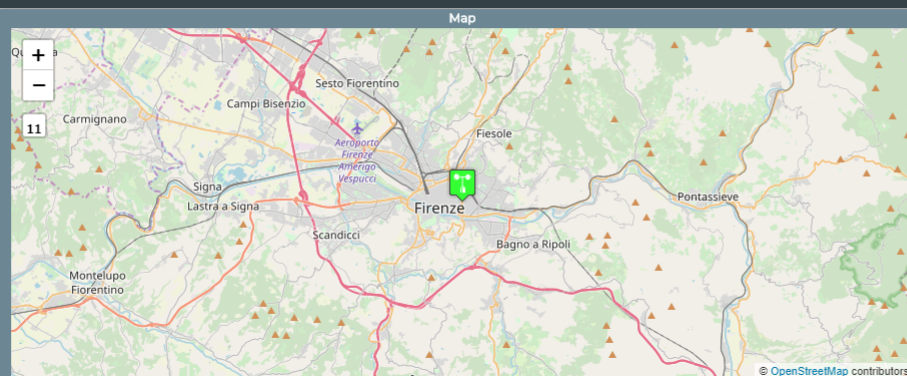 Map
+
−
11
Sesto Fiorentino
Campi Bisenzio
Carmignano
Fiesole
Aeroporto
Firenze
Amerigo
Vespucci
Signa
Lastra a Signa
Firenze
Pontassieve
Scandicci
Bagno a Ripoli
Montelupo
Fiorentino
© OpenStreetMap contributors